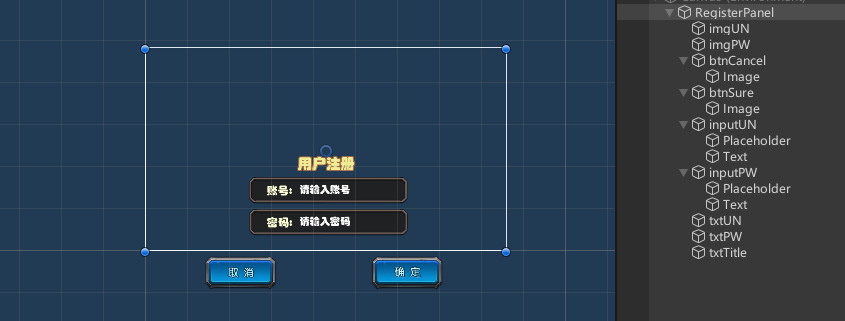 RegisterPanel
imgUN
imgPW
btnCancel
Image
btnSure
Image
inputUN
Placeholder
Text
inputPW
Placeholder
Text
txtUN
txtPW
txtTitle
用户注册
账号: 请输入账号
密码: 请输入密码
取消
确定